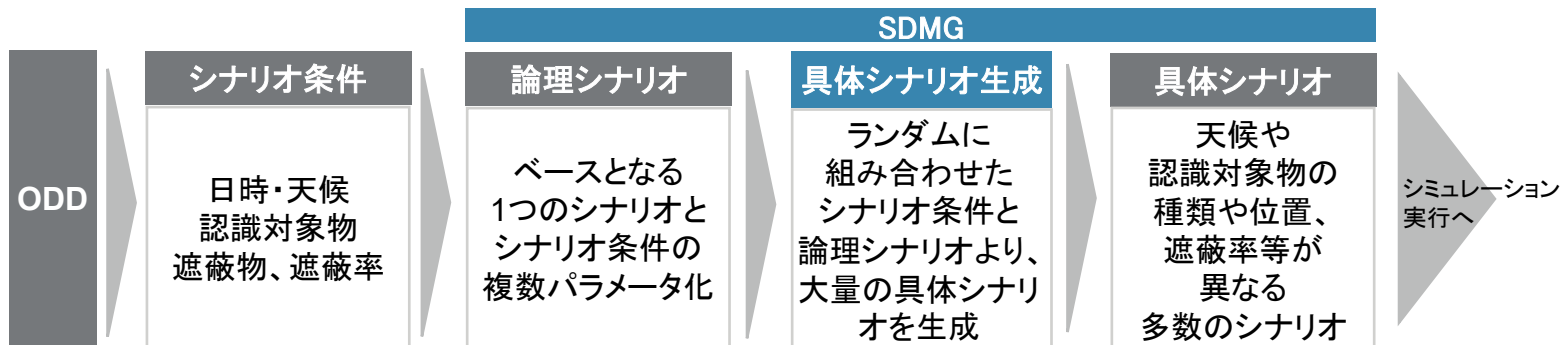 SDMG
ODD
シナリオ条件
日時・天候
認識対象物
遮蔽物、遮蔽率
論理シナリオ
ベースとなる
1つのシナリオと
シナリオ条件の
複数パラメータ化
具体シナリオ生成
ランダムに
組み合わせた
シナリオ条件と
論理シナリオより、
大量の具体シナリ
オを生成
具体シナリオ
天候や
認識対象物の
種類や位置、
遮蔽率等が
異なる
多数のシナリオ
シミュレーション
実行へ